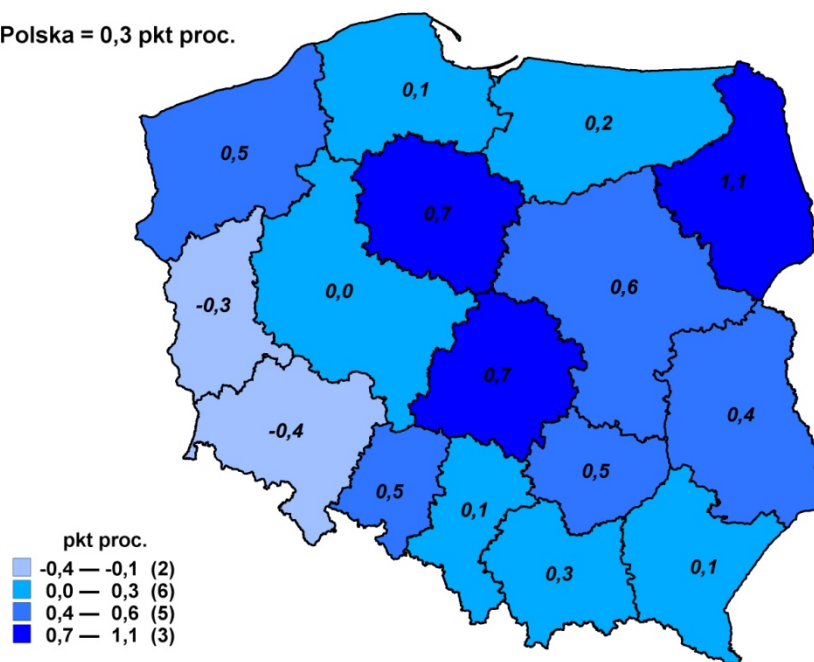 Polska = 0,3 pkt proc.
0,1
0,2
0,5
1,1
0,7
0,6
0,0
-0,3
0,7
0,4
-0,4
0,5
0,5
0,1
0,3
0,1
pkt proc.
-0,4 — -0,1 (2)
0,0 — 0,3 (6)
0,4 — 0,6 (5)
0,7 — 1,1 (3)